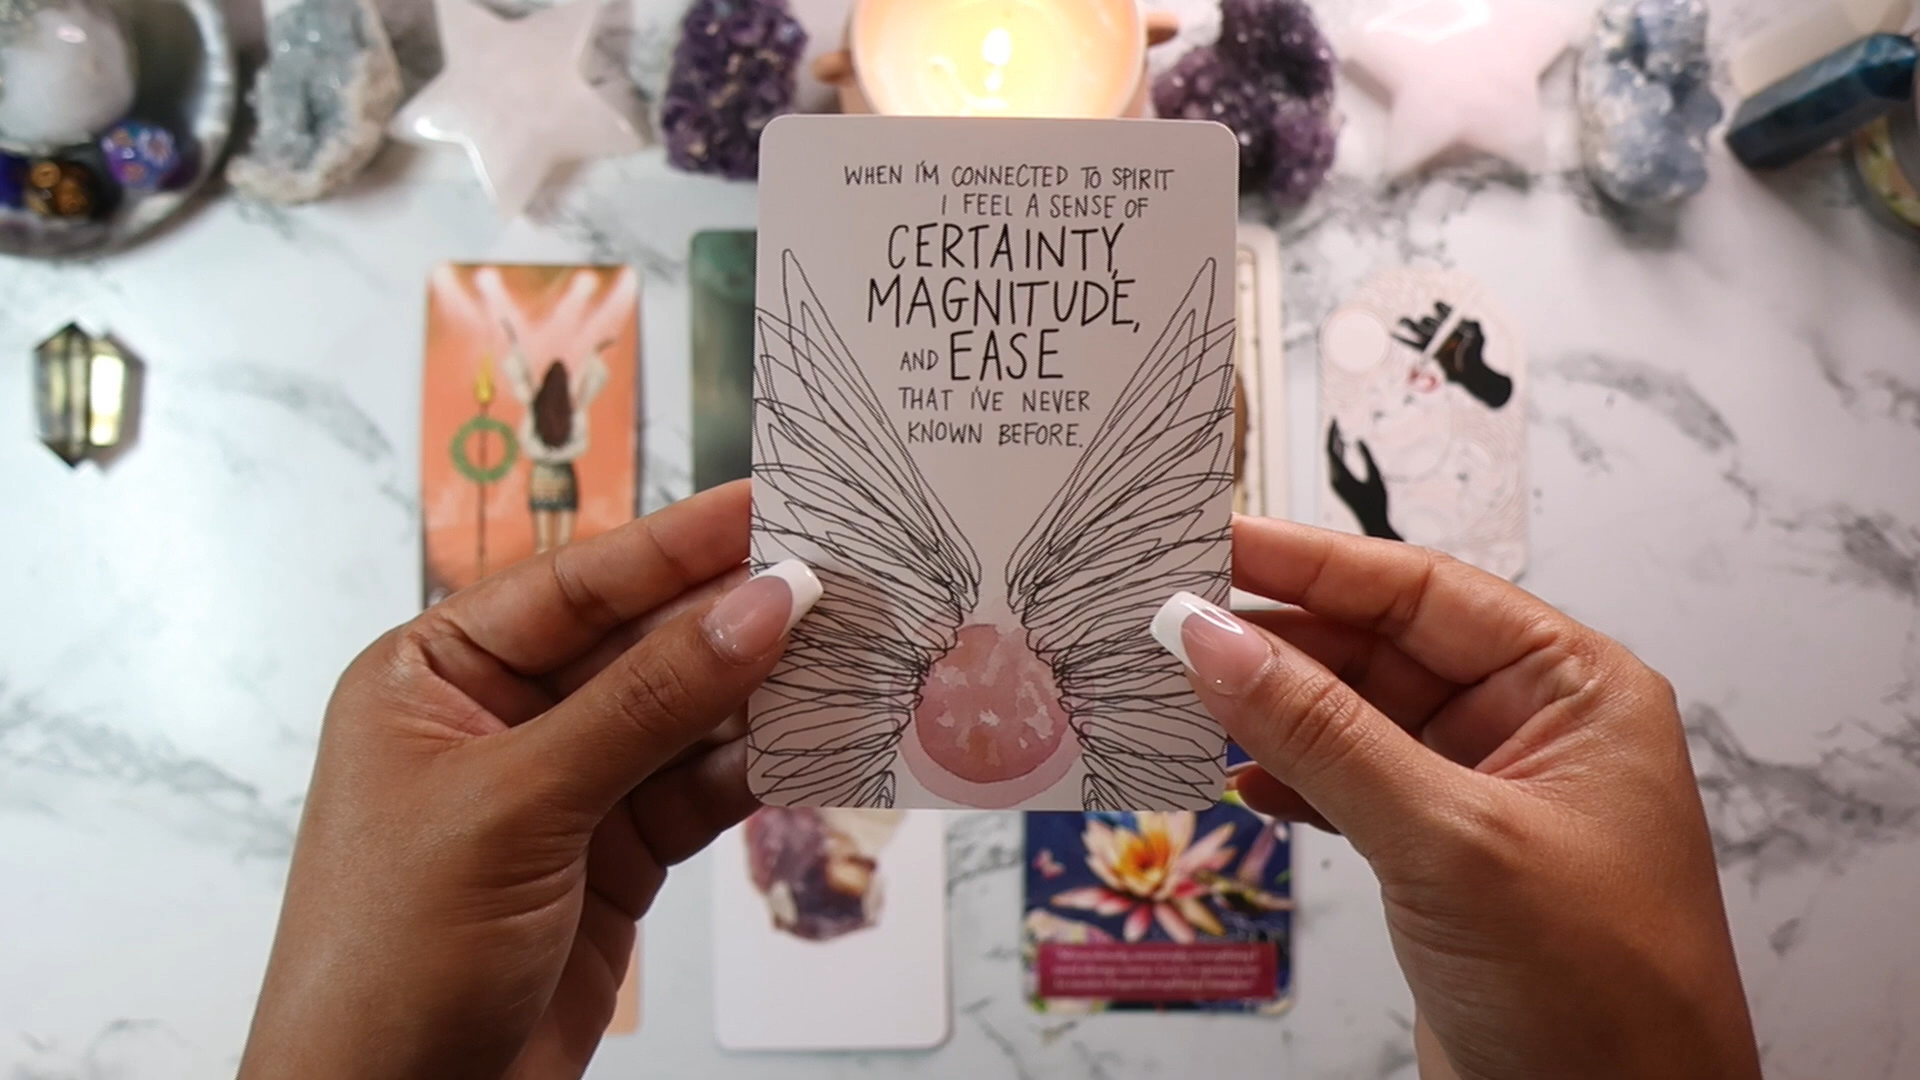 WHEN I'M CONNECTED TO SPIRIT
I FEEL A SENSE OF
CERTAINTY,
MAGNITUDE,
AND EASE
THAT I'VE NEVER
KNOWN BEFORE.